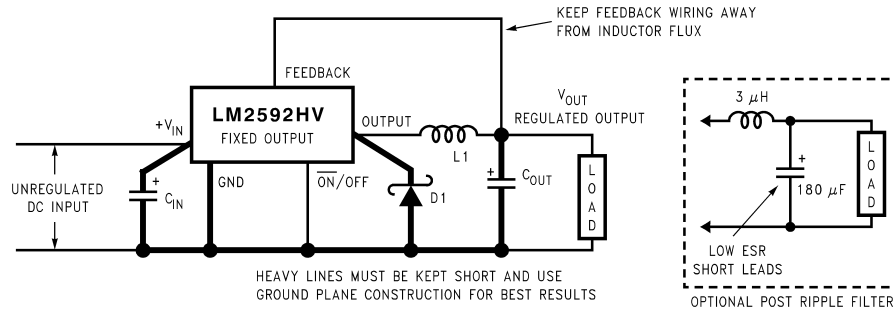 KEEP FEEDBACK WIRING AWAY
FROM INDUCTOR FLUX
FEEDBACK
LM2592HV
FIXED OUTPUT
+VIN
OUTPUT
L1
VOUT
REGULATED OUTPUT
UNREGULATED
DC INPUT
+
CIN
GND
ON/OFF
D1
+
COUT
LOAD
HEAVY LINES MUST BE KEPT SHORT AND USE
GROUND PLANE CONSTRUCTION FOR BEST RESULTS
3 μH
+
180 μF
LOAD
LOW ESR
SHORT LEADS
OPTIONAL POST RIPPLE FILTER